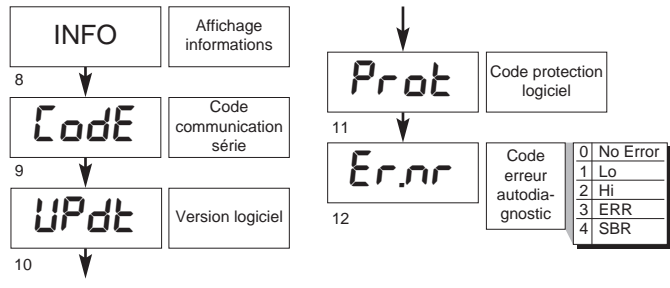 INFO
Affichage
informations
8
CodE
Code
communication
série
9
UPdt
Version logiciel
10
Prot
Code protection
logiciel
11
Er.nr
Code
erreur
autodia-
gnostic
0 No Error
1 Lo
2 Hi
3 ERR
4 SBR
12